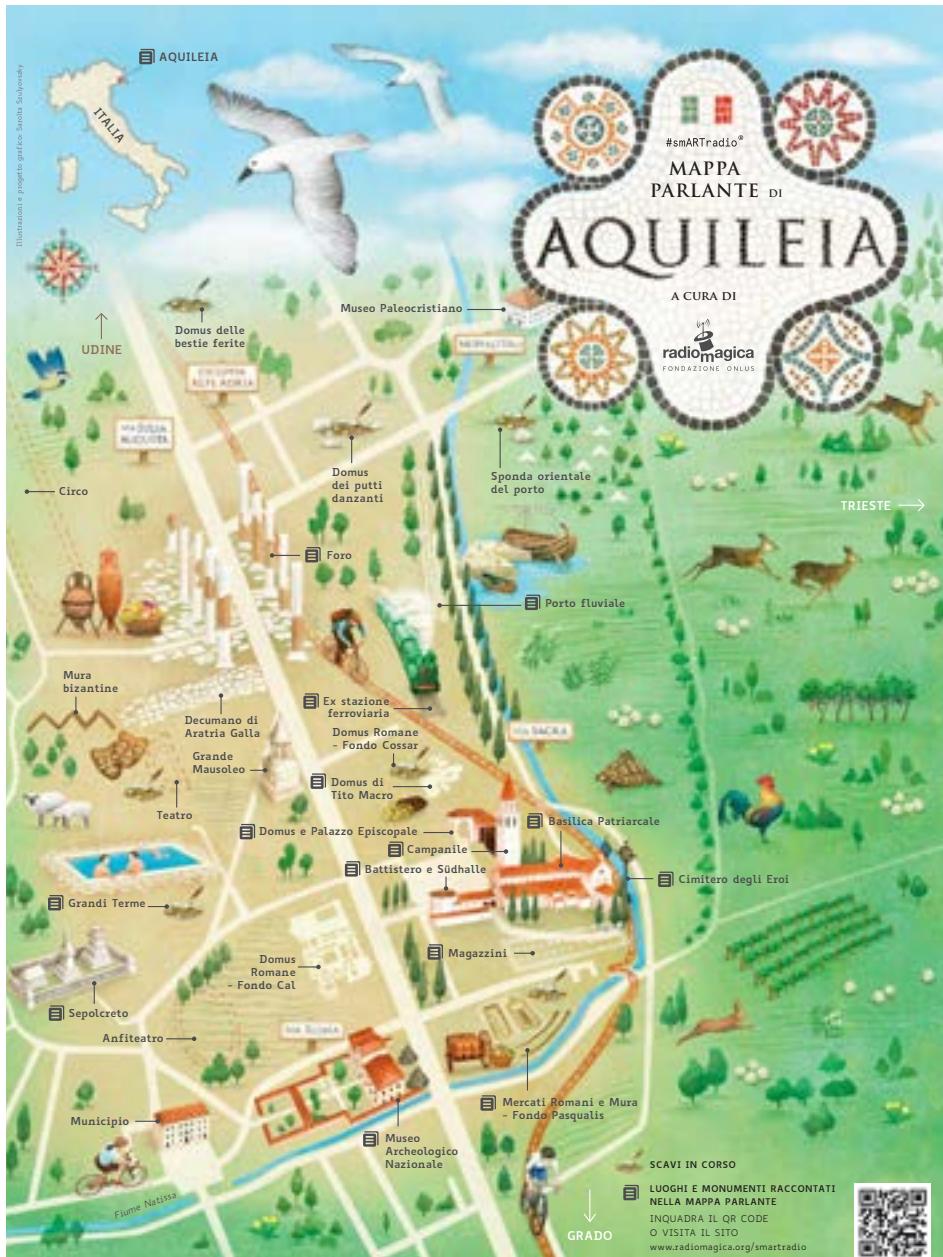 Illustrazioni e progetto grafico: Sarolta Szulyovszky
AQUILEIA
ITALIA
#smARTradio®
MAPPA
PARLANTE DI
AQUILEIA
A CURA DI
radiomagica
FONDAZIONE ONLUS
UDINE
Domus delle
bestie ferite
Museo Paleocristiano
VIA GIULIA
AUGUSTA
Circo
Domus
dei putti
danzanti
Sponda orientale
del porto
TRIESTE
Foro
Porto fluviale
Mura
bizantine
Decumano di
Aratria Galla
Ex stazione
ferroviaria
Domus Romane
- Fondo Cossar
VIA SACRA
Grande
Mausoleo
Domus di
Tito Macro
Teatro
Domus e Palazzo Episcopale
Basilica Patriarcale
Campanile
Battistero e Südhalle
Cimitero degli Eroi
Grandi Terme
Magazzini
Domus
Romane
- Fondo Cal
Sepolcreto
Anfiteatro
VIA ROMA
Mercati Romani e Mura
- Fondo Pasqualis
Municipio
Museo
Archeologico
Nazionale
Fiume Natissa
GRADO
SCAVI IN CORSO
LUOGHI E MONUMENTI RACCONTATI
NELLA MAPPA PARLANTE
INQUADRA IL QR CODE
O VISITA IL SITO
www.radiomagica.org/smartradio